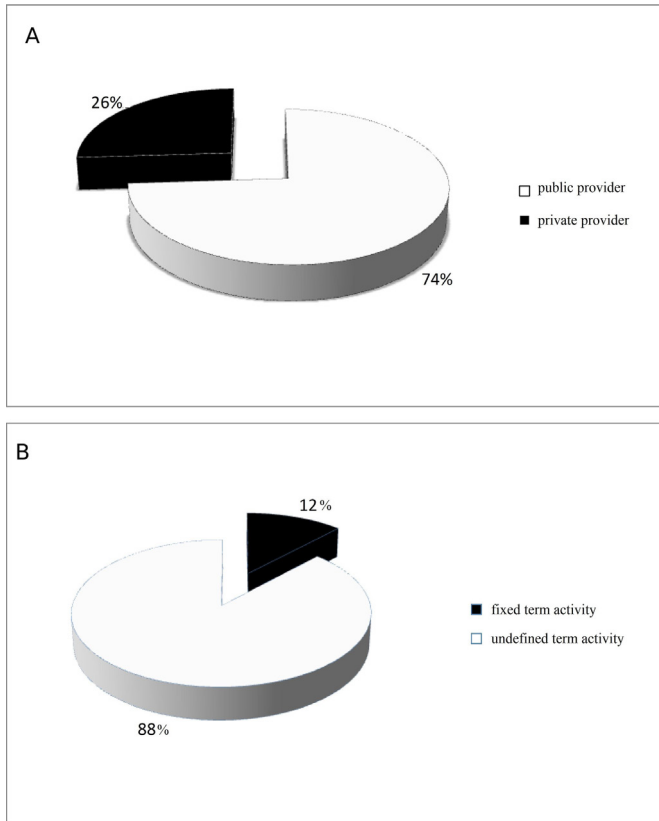 A
26%
public provider
private provider
74%
B
12%
fixed term activity
undefined term activity
88%